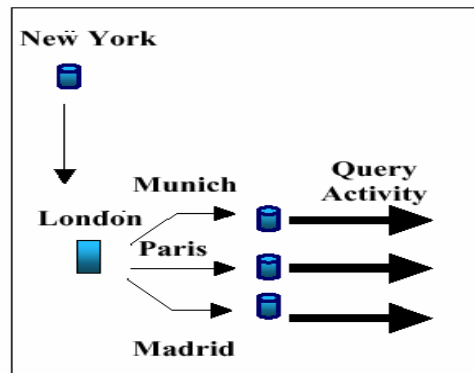 New York
Query
Munich
Activity
London
Paris
Madrid